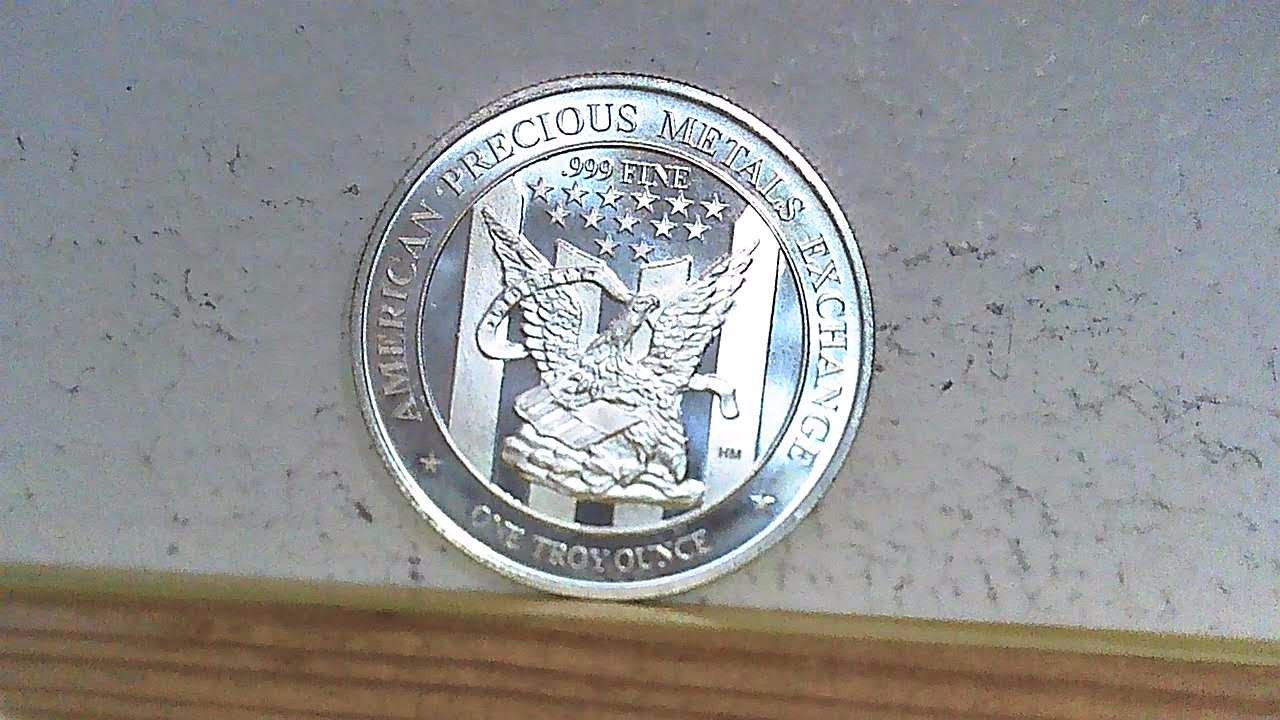 AMERICAN PRECIOUS METALS EXCHANGE
.999 FINE
HM
ONE TROY OUNCE